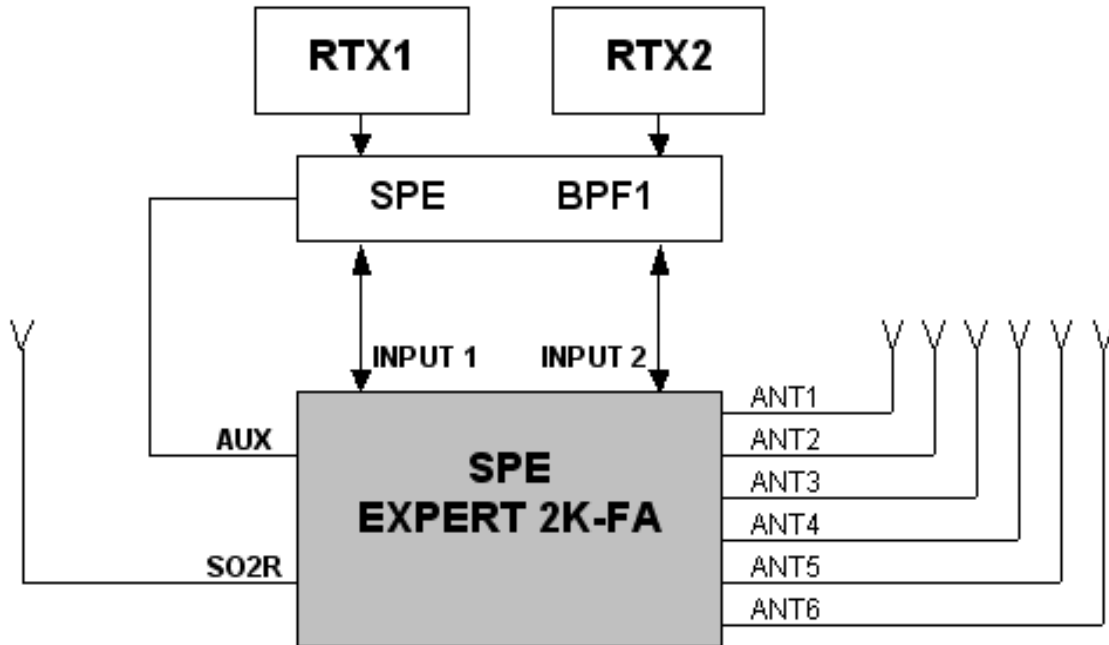 RTX1
RTX2
SPE BPF1
INPUT 1
INPUT 2
ANT1
AUX
ANT2
SPE
EXPERT 2K-FA
ANT3
ANT4
SO2R
ANT5
ANT6